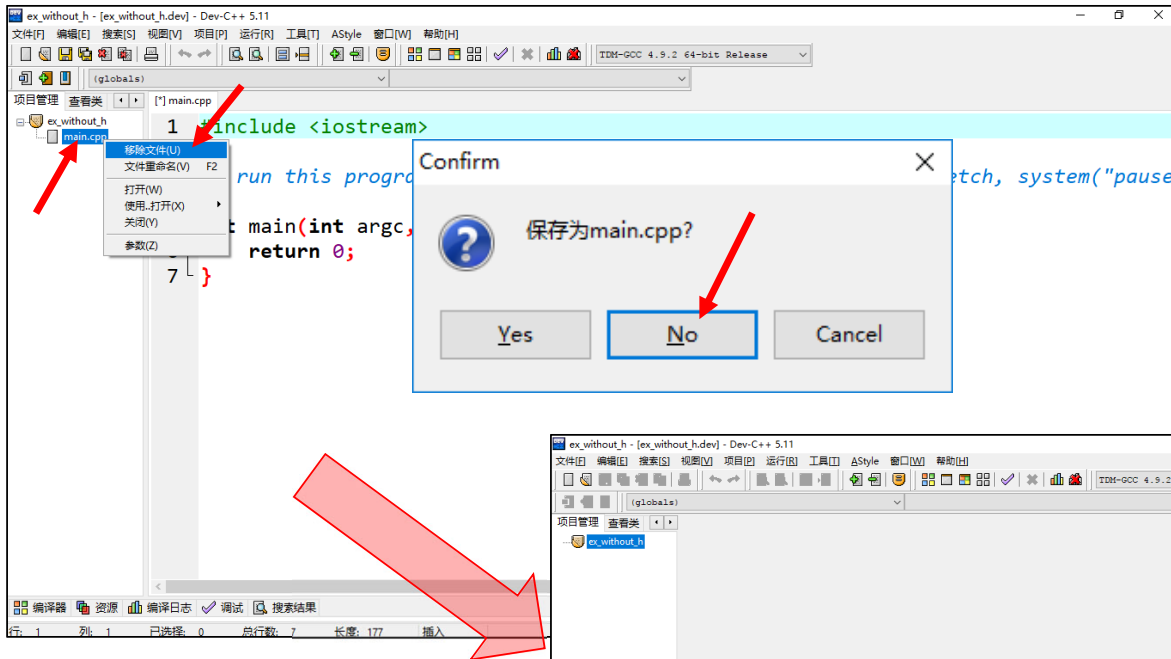 ex_without_h - [ex_without_h.dev] - Dev-C++ 5.11
文件[F] 编辑[E] 搜索[S] 视图[V] 项目[P] 运行[R] 工具[T] AStyle 窗口[W] 帮助[H]
TDM-GCC 4.9.2 64-bit Release
(globals)
项目管理 查看类 [*] main.cpp
ex_without_h
main.cpp
1 #include <iostream>
移除文件(U)
文件重命名(V) F2
打开(W)
使用..打开(X)
关闭(Y)
参数(Z)
run this progra
etch, system("pause
main(int argc,
return 0;
7 }
Confirm
保存为main.cpp?
Yes No Cancel
编译器 资源 编译日志 调试 搜索结果
行: 1 列: 1 已选择: 0 总行数: 7 长度: 177 插入
ex_without_h - [ex_without_h.dev] - Dev-C++ 5.11
文件[F] 编辑[E] 搜索[S] 视图[V] 项目[P] 运行[R] 工具[T] AStyle 窗口[W] 帮助[H]
TDM-GCC 4.9.2
(globals)
项目管理 查看类
ex_without_h